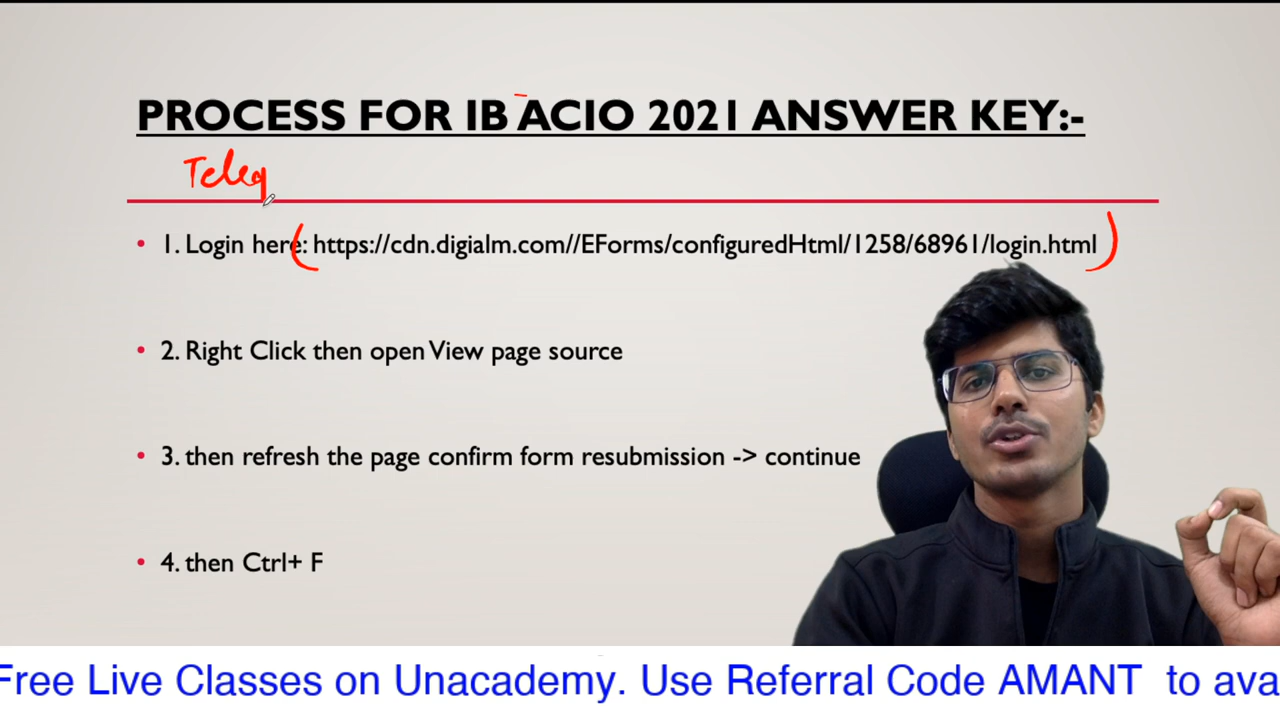 PROCESS FOR IB ACIO 2021 ANSWER KEY:-
Teleg
• 1. Login here: https://cdn.digialm.com//EForms/configuredHtml/1258/68961/login.html
• 2. Right Click then open View page source
• 3. then refresh the page confirm form resubmission -> continue
• 4. then Ctrl+ F
Free Live Classes on Unacademy. Use Referral Code AMANT to ava